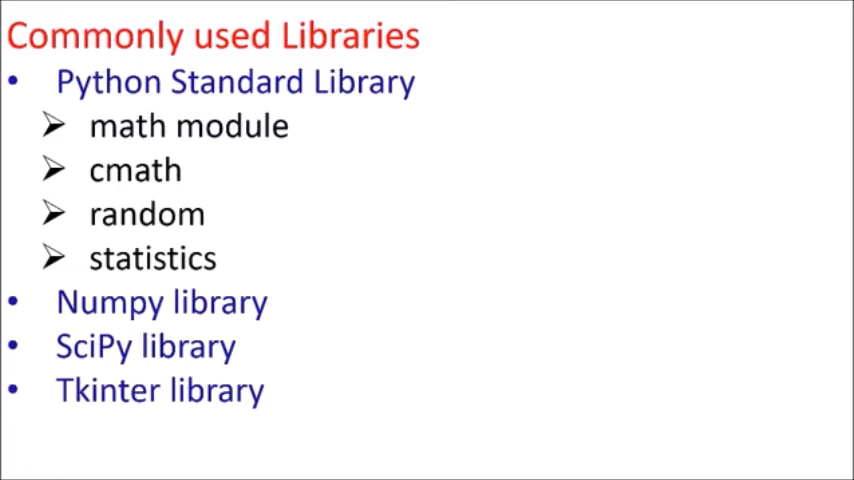 Commonly used Libraries
• Python Standard Library
➢ math module
➢ cmath
➢ random
➢ statistics
• Numpy library
• SciPy library
• Tkinter library